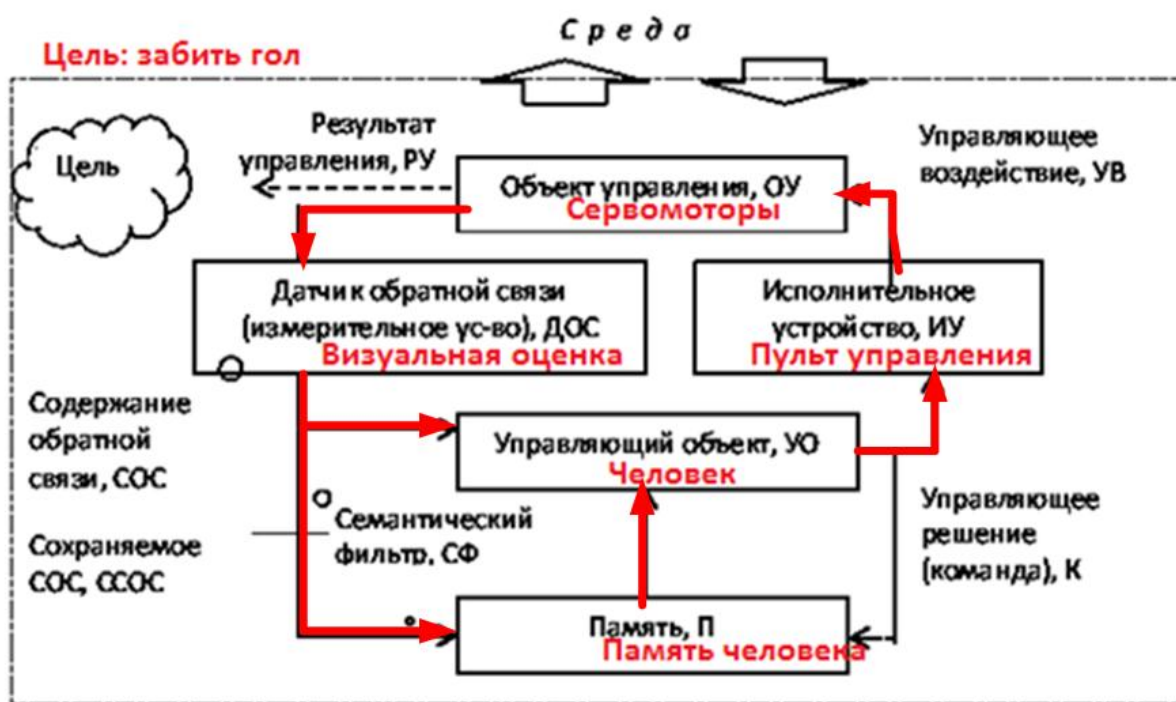 Среда
Цель: забить гол
Цель
Результат
управления, РУ
Объект управления, ОУ
Сервомоторы
Управляющее
воздействие, УВ
Датчик обратной связи
(измерительное ус-во), ДОС
Визуальная оценка
Исполнительное
устройство, ИУ
Пульт управления
Содержание
обратной
связи, СОС
Управляющий объект, УО
Человек
Сохраняемое
СОС, ССОС
Семантический
фильтр, СФ
Управляющее
решение
(команда), К
Память, П
Память человека